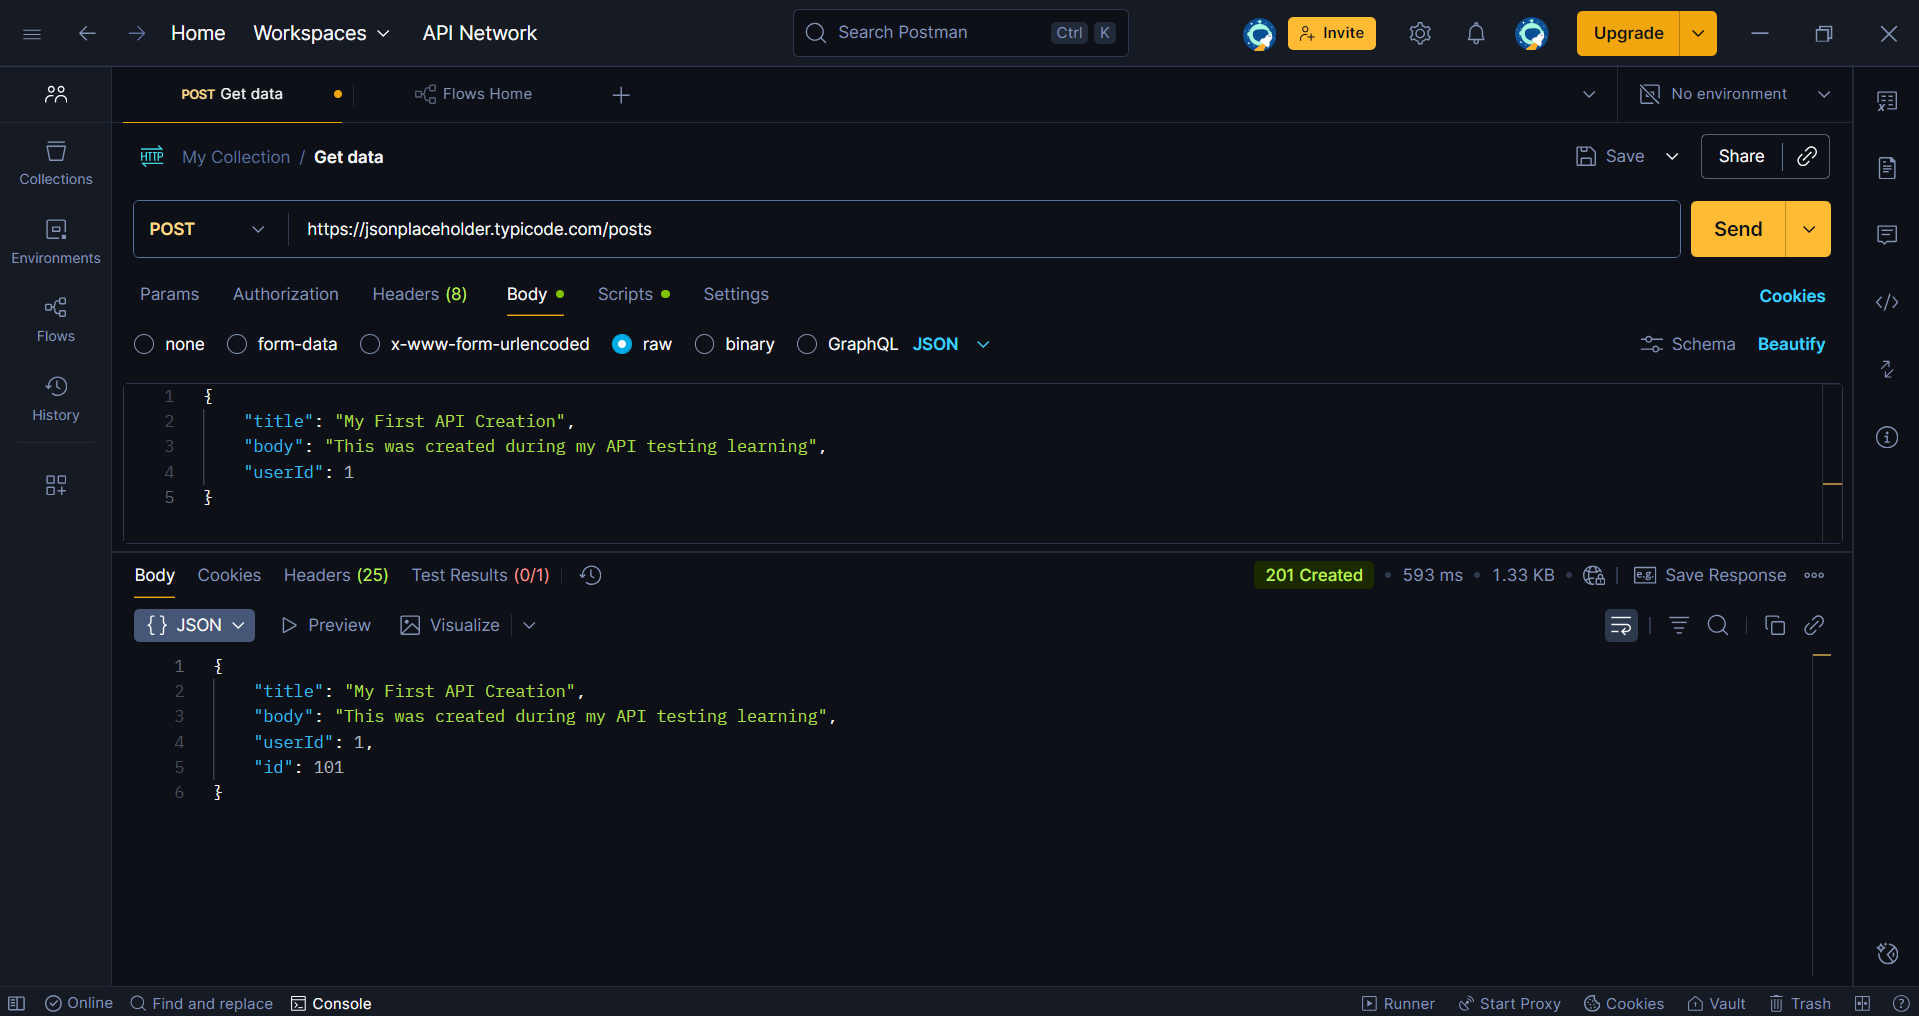 Home Workspaces API Network Search Postman Ctrl K Invite Upgrade
POST Get data Flows Home No environment
HTTP My Collection / Get data Save Share
Collections
POST https://jsonplaceholder.typicode.com/posts Send
Environments
Params Authorization Headers (8) Body Scripts Settings Cookies
Flows
none form-data x-www-form-urlencoded raw binary GraphQL JSON Schema Beautify
History
1 {
2 "title": "My First API Creation",
3 "body": "This was created during my API testing learning",
4 "userId": 1
5 }
Body Cookies Headers (25) Test Results (0/1) 201 Created • 593 ms • 1.33 KB • e.g. Save Response
{} JSON Preview Visualize
1 {
2 "title": "My First API Creation",
3 "body": "This was created during my API testing learning",
4 "userId": 1,
5 "id": 101
6 }
Online Find and replace Console Runner Start Proxy Cookies Vault Trash